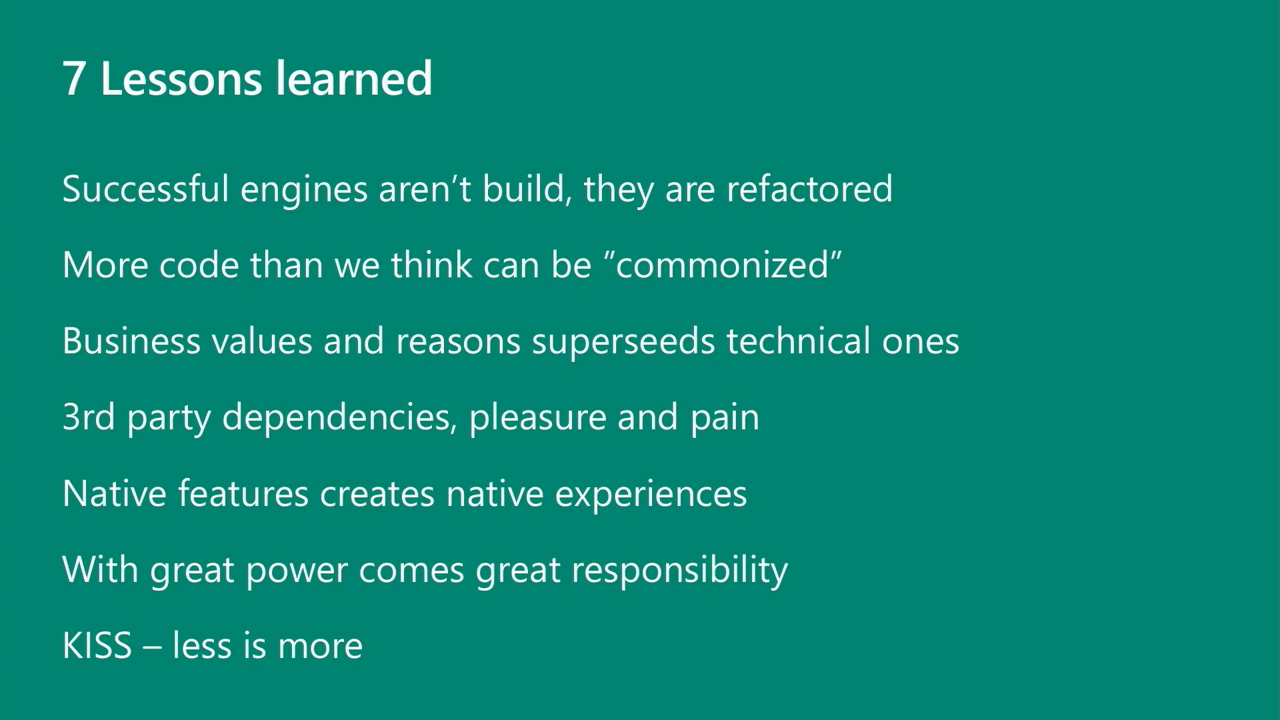 7 Lessons learned
Successful engines aren’t build, they are refactored
More code than we think can be ”commonized”
Business values and reasons superseeds technical ones
3rd party dependencies, pleasure and pain
Native features creates native experiences
With great power comes great responsibility
KISS – less is more